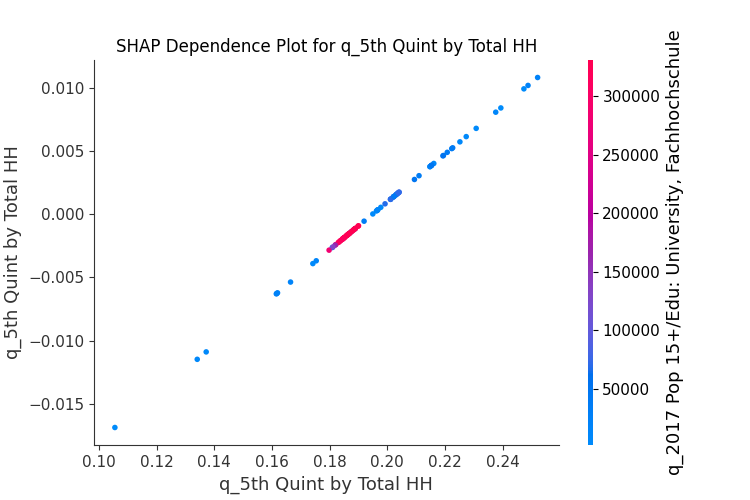 SHAP Dependence Plot for q_5th Quint by Total HH
q_5th Quint by Total HH
0.010
0.005
0.000
−0.005
−0.010
−0.015
0.10 0.12 0.14 0.16 0.18 0.20 0.22 0.24
q_5th Quint by Total HH
300000
250000
200000
150000
100000
50000
q_2017 Pop 15+/Edu: University, Fachhochschule